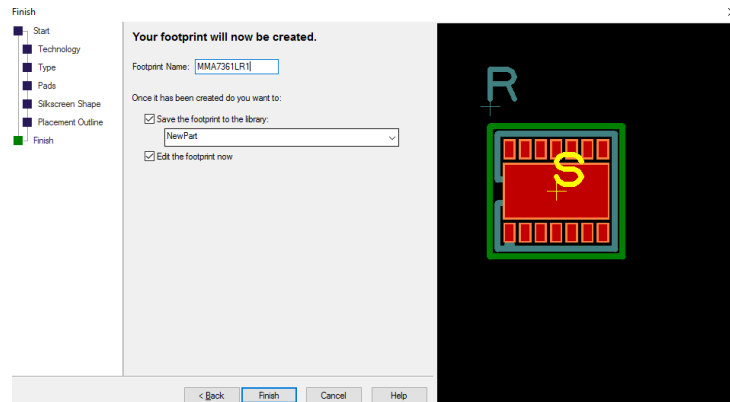 Finish
Start
Technology
Type
Pads
Silkscreen Shape
Placement Outline
Finish
Your footprint will now be created.
Footprint Name: MMA7361LR1
Once it has been created do you want to:
Save the footprint to the library:
NewPart
Edit the footprint now
R
S
< Back Finish Cancel Help